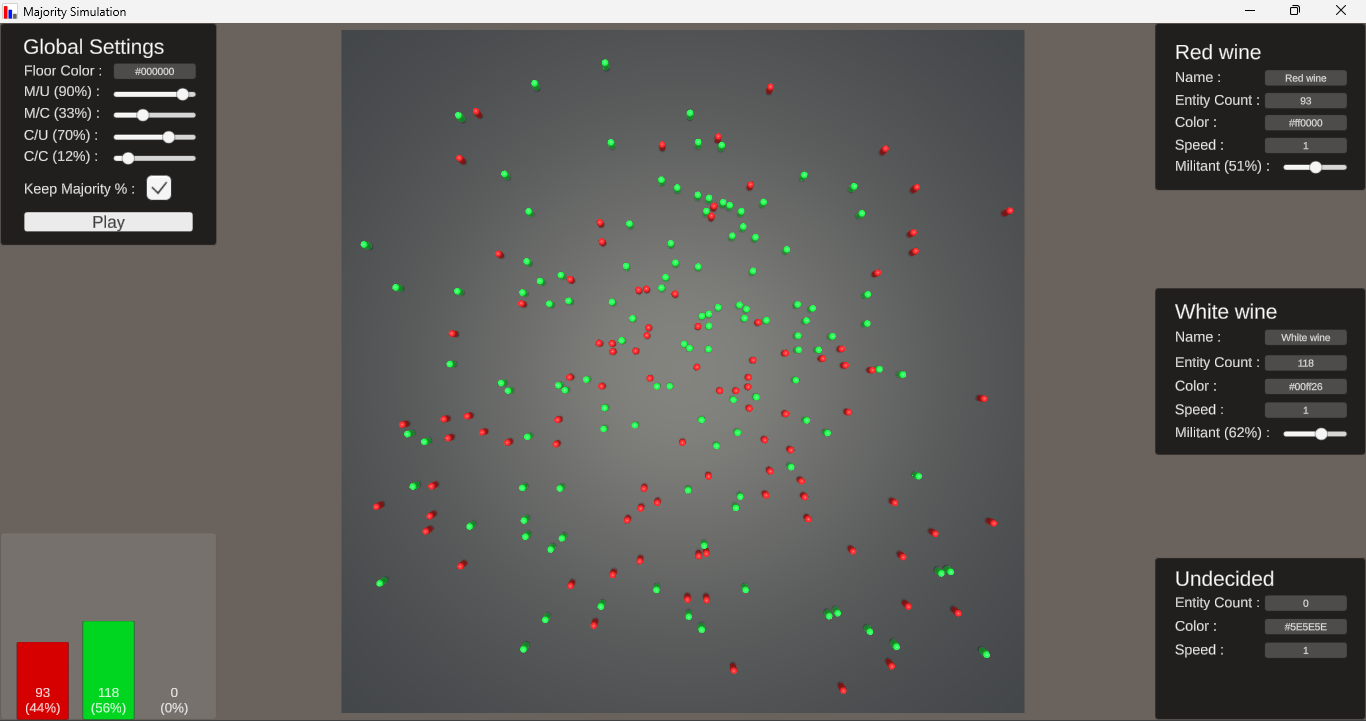 Majority Simulation
Global Settings
Floor Color : #000000
M/U (90%) :
M/C (33%) :
C/U (70%) :
C/C (12%) :
Keep Majority % :
Play
93
(44%)
118
(56%)
0
(0%)
Red wine
Name : Red wine
Entity Count : 93
Color : #ff0000
Speed : 1
Militant (51%) :
White wine
Name : White wine
Entity Count : 118
Color : #00ff26
Speed : 1
Militant (62%) :
Undecided
Entity Count : 0
Color : #5E5E5E
Speed : 1